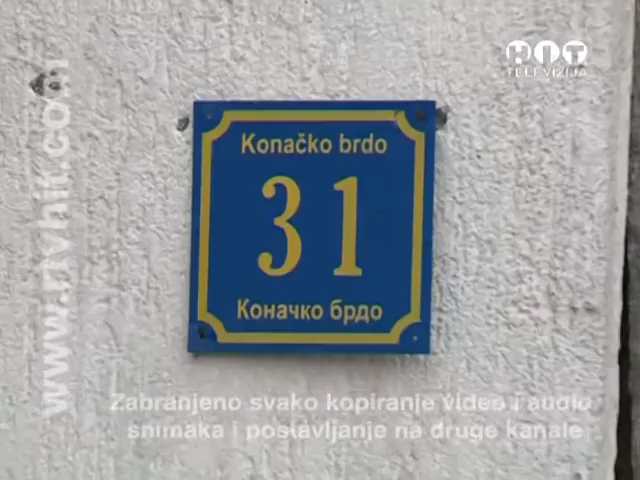 HIT
TELEVIZIJA
Konačko brdo
31
Коначко брдо
www.rtvhit.com
Zabranjeno svako kopiranje video i audio
snimaka i postavljanje na druge kanale